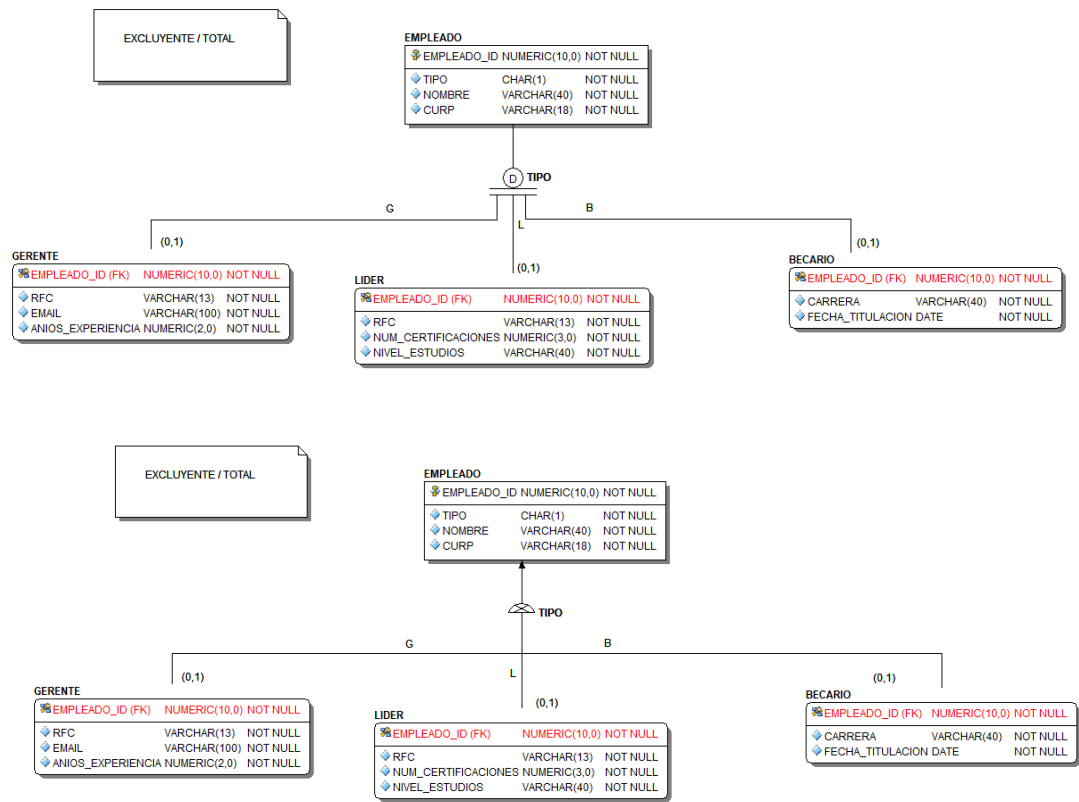 EXCLUYENTE / TOTAL
EMPLEADO
EMPLEADO_ID NUMERIC(10,0) NOT NULL
TIPO CHAR(1) NOT NULL
NOMBRE VARCHAR(40) NOT NULL
CURP VARCHAR(18) NOT NULL
D TIPO
G
L
B
(0,1)
GERENTE
EMPLEADO_ID (FK) NUMERIC(10,0) NOT NULL
RFC VARCHAR(13) NOT NULL
EMAIL VARCHAR(100) NOT NULL
ANIOS_EXPERIENCIA NUMERIC(2,0) NOT NULL
(0,1)
LIDER
EMPLEADO_ID (FK) NUMERIC(10,0) NOT NULL
RFC VARCHAR(13) NOT NULL
NUM_CERTIFICACIONES NUMERIC(3,0) NOT NULL
NIVEL_ESTUDIOS VARCHAR(40) NOT NULL
(0,1)
BECARIO
EMPLEADO_ID (FK) NUMERIC(10,0) NOT NULL
CARRERA VARCHAR(40) NOT NULL
FECHA_TITULACION DATE NOT NULL
EXCLUYENTE / TOTAL
EMPLEADO
EMPLEADO_ID NUMERIC(10,0) NOT NULL
TIPO CHAR(1) NOT NULL
NOMBRE VARCHAR(40) NOT NULL
CURP VARCHAR(18) NOT NULL
TIPO
G
L
B
(0,1)
GERENTE
EMPLEADO_ID (FK) NUMERIC(10,0) NOT NULL
RFC VARCHAR(13) NOT NULL
EMAIL VARCHAR(100) NOT NULL
ANIOS_EXPERIENCIA NUMERIC(2,0) NOT NULL
(0,1)
LIDER
EMPLEADO_ID (FK) NUMERIC(10,0) NOT NULL
RFC VARCHAR(13) NOT NULL
NUM_CERTIFICACIONES NUMERIC(3,0) NOT NULL
NIVEL_ESTUDIOS VARCHAR(40) NOT NULL
(0,1)
BECARIO
EMPLEADO_ID (FK) NUMERIC(10,0) NOT NULL
CARRERA VARCHAR(40) NOT NULL
FECHA_TITULACION DATE NOT NULL